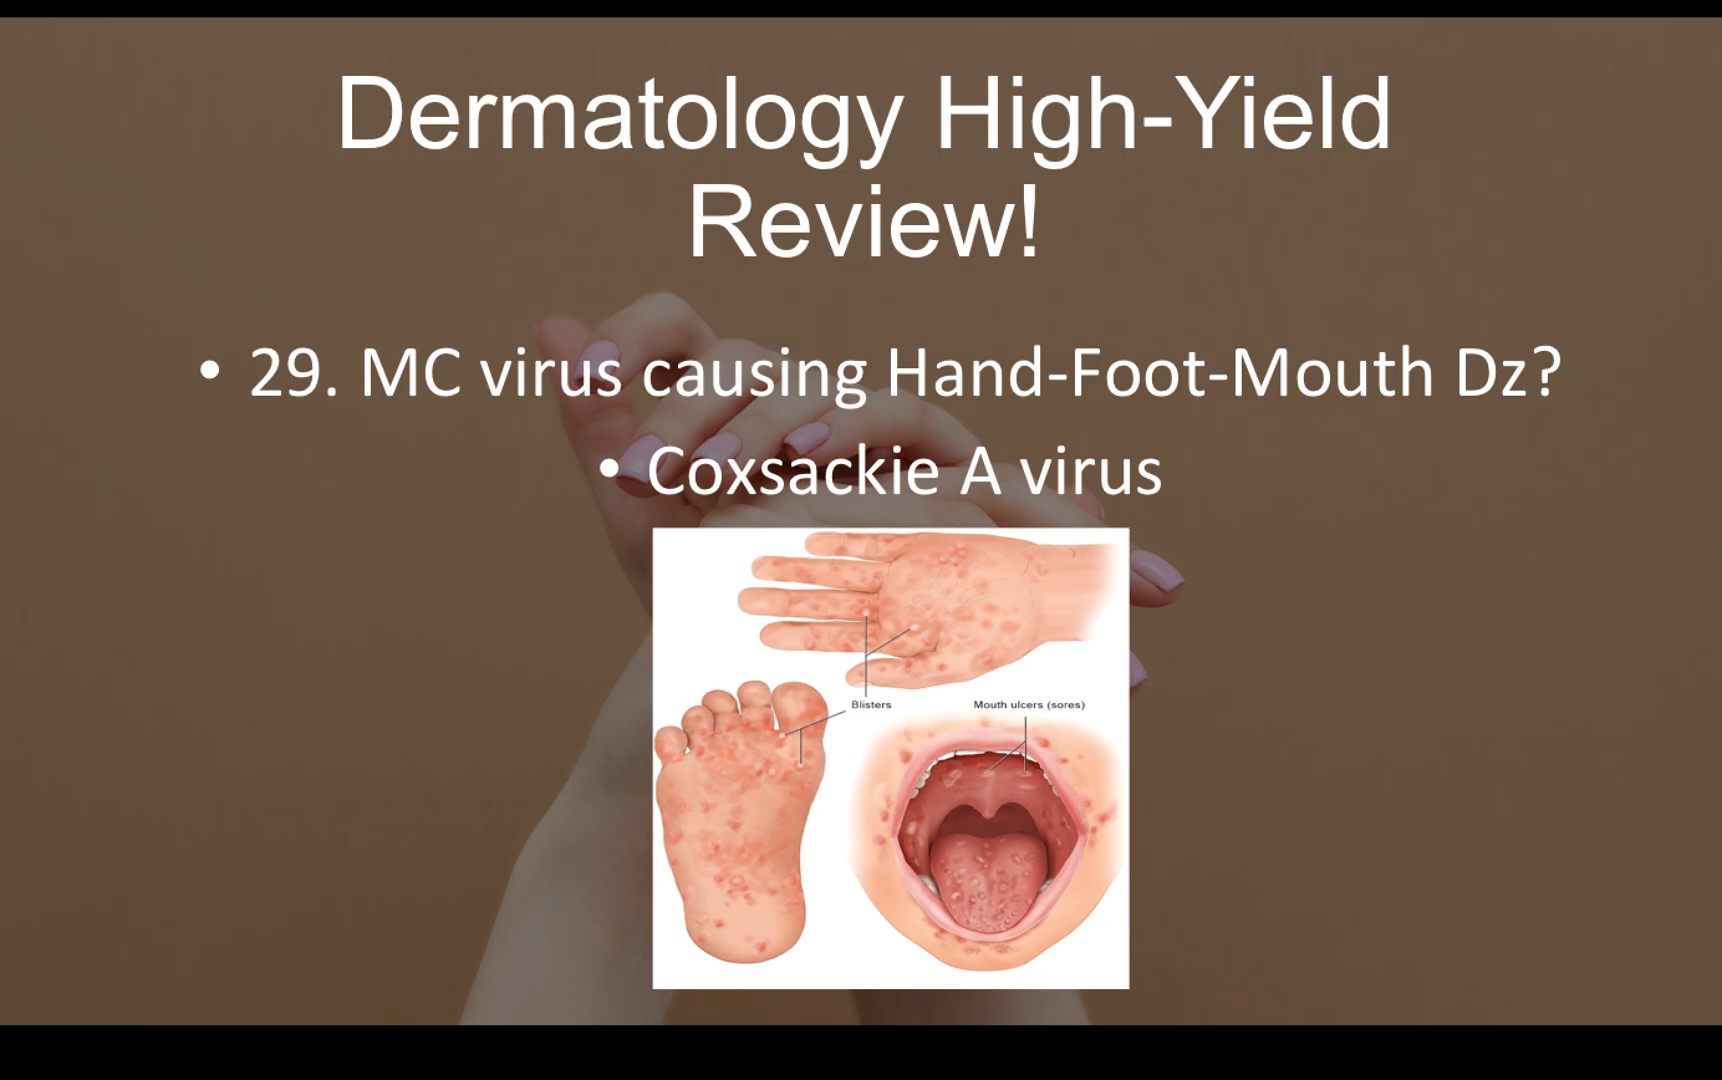 Dermatology High-Yield
Review!
• 29. MC virus causing Hand-Foot-Mouth Dz?
• Coxsackie A virus
Blisters
Mouth ulcers (sores)